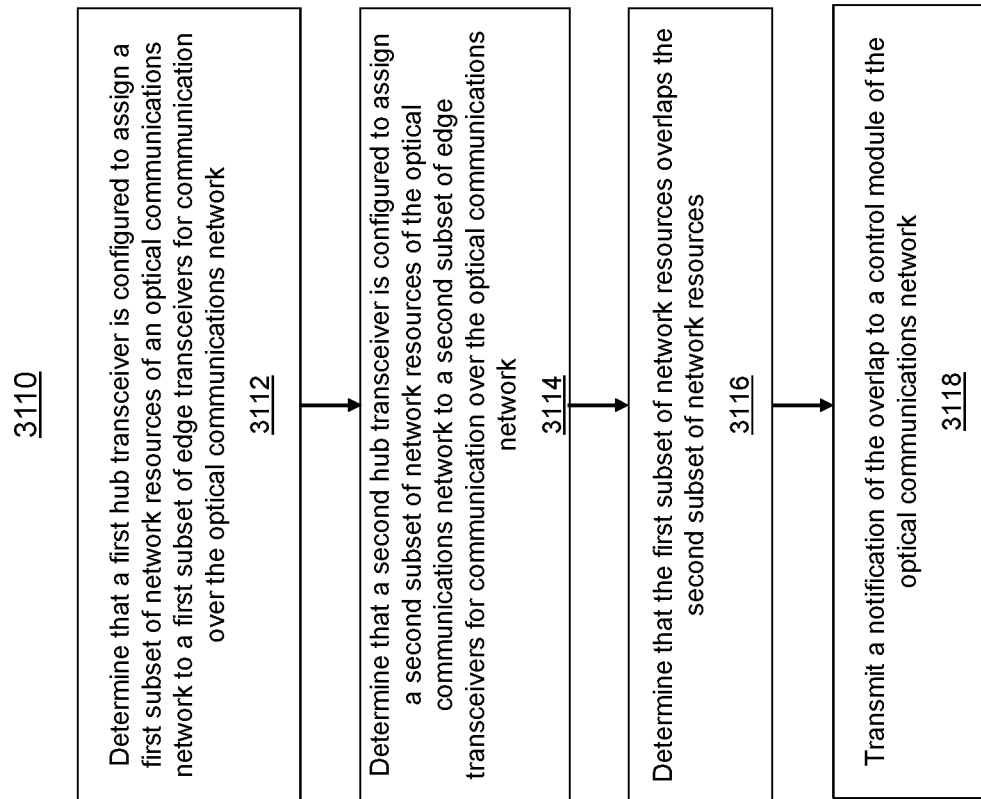 3110
Determine that a first hub transceiver is configured to assign a
first subset of network resources of an optical communications
network to a first subset of edge transceivers for communication
over the optical communications network
3112
Determine that a second hub transceiver is configured to assign
a second subset of network resources of the optical
communications network to a second subset of edge
transceivers for communication over the optical communications
network
3114
Determine that the first subset of network resources overlaps the
second subset of network resources
3116
Transmit a notification of the overlap to a control module of the
optical communications network
3118